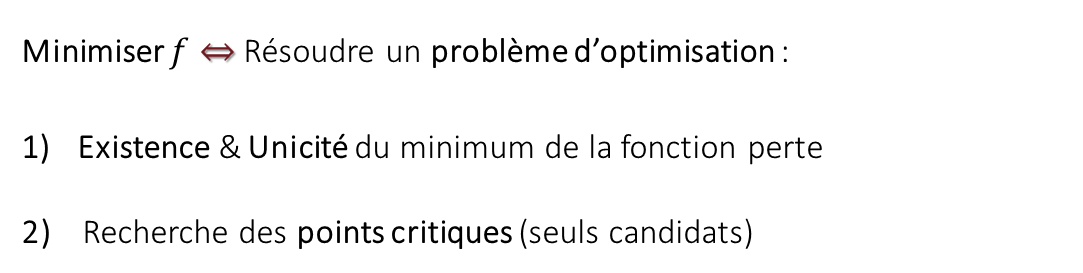 Minimiser f ⇔ Résoudre un problème d’optimisation :
1) Existence & Unicité du minimum de la fonction perte
2) Recherche des points critiques (seuls candidats)